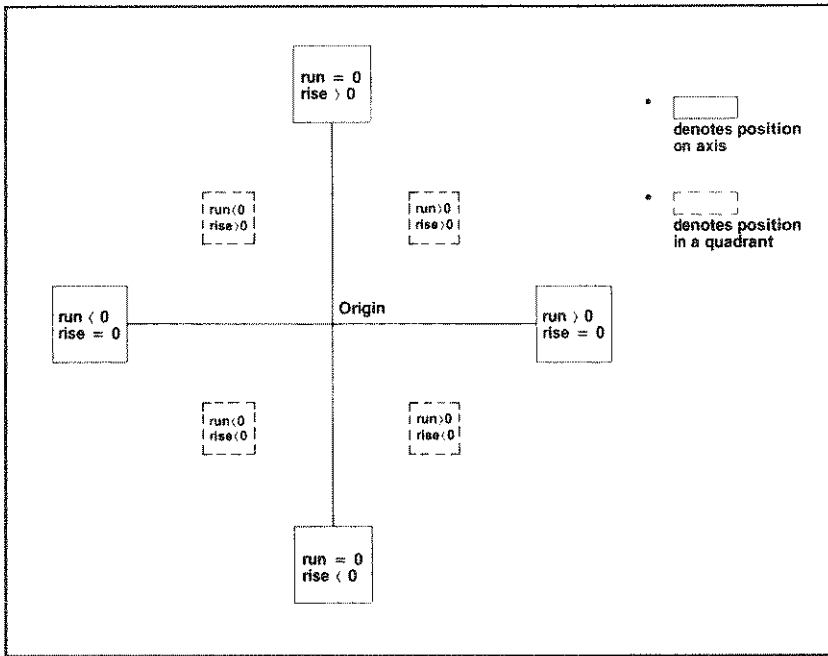 run = 0
rise > 0
denotes position
on axis
run<0
rise>0
run>0
rise>0
denotes position
in a quadrant
Origin
run < 0
rise = 0
run > 0
rise = 0
run<0
rise<0
run>0
rise<0
run = 0
rise < 0